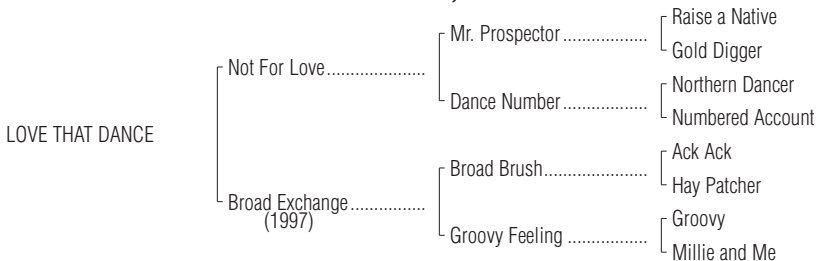 Raise a Native
Mr. Prospector ..................
Gold Digger
Not For Love.....................
Northern Dancer
Dance Number ..................
Numbered Account
LOVE THAT DANCE
Ack Ack
Broad Brush......................
Hay Patcher
Broad Exchange................
(1997)
Groovy
Groovy Feeling .................
Millie and Me